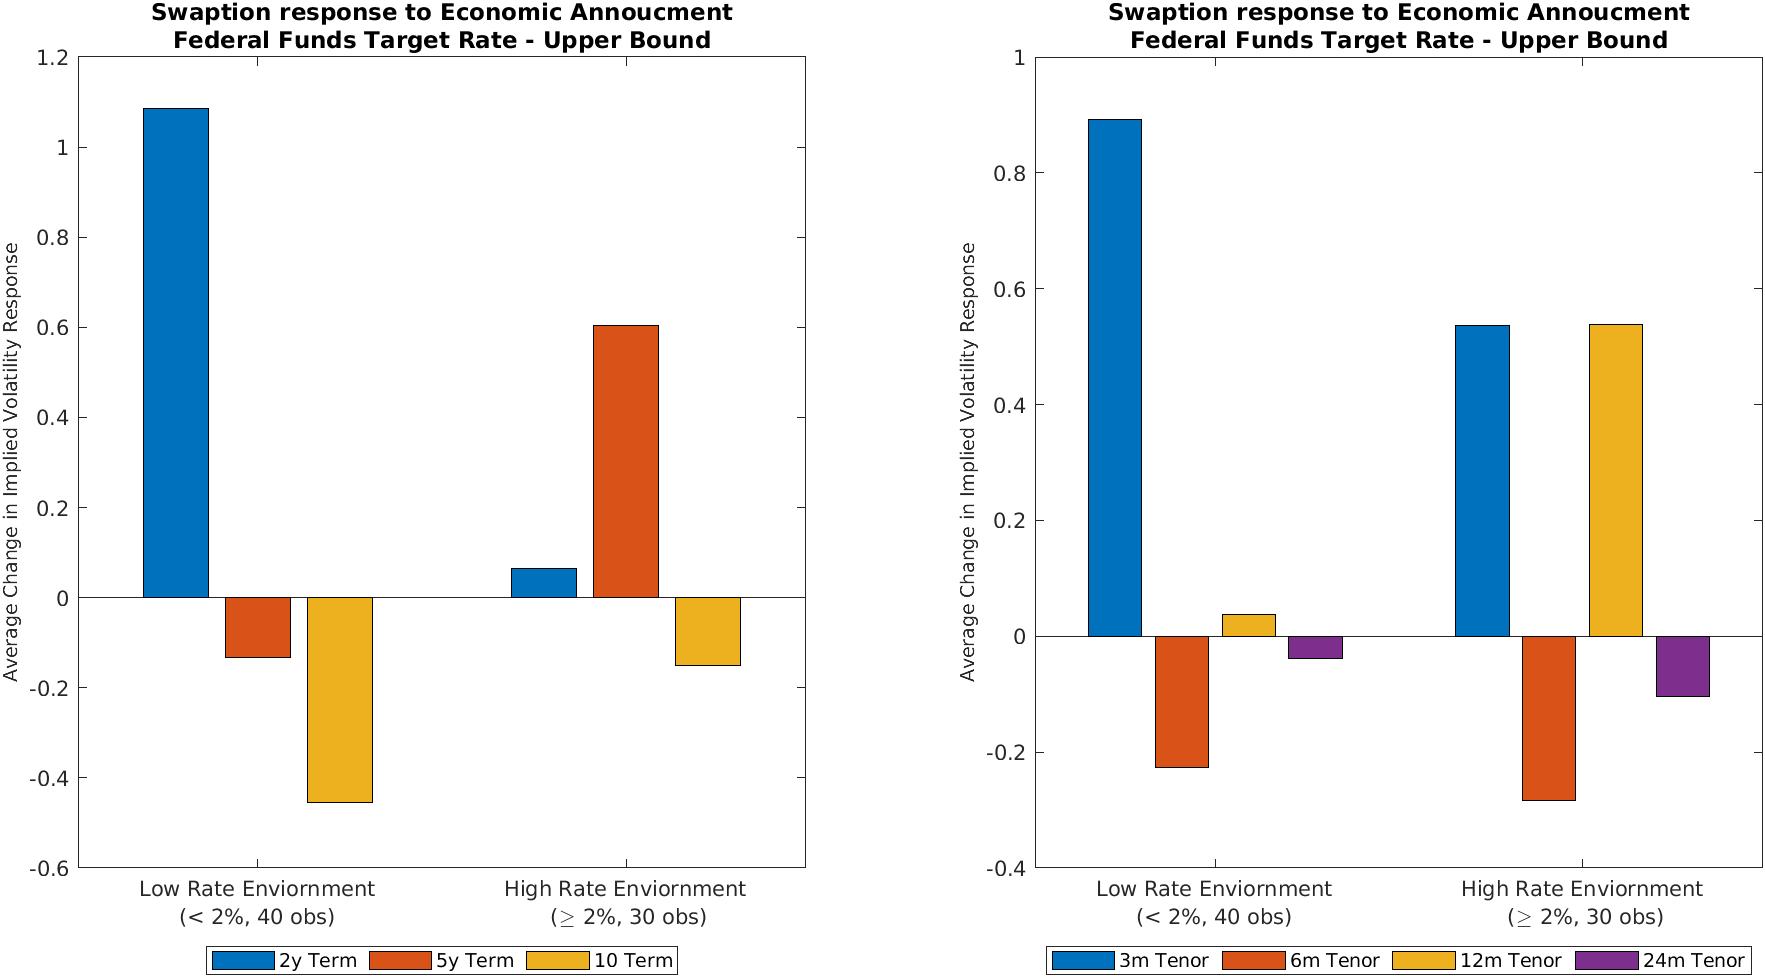 Swaption response to Economic Annoucment
Federal Funds Target Rate - Upper Bound
Average Change in Implied Volatility Response
1.2
1
0.8
0.6
0.4
0.2
0
-0.2
-0.4
-0.6
Low Rate Enviornment
(< 2%, 40 obs)
High Rate Enviornment
(≥ 2%, 30 obs)
2y Term
5y Term
10 Term
Swaption response to Economic Annoucment
Federal Funds Target Rate - Upper Bound
Average Change in Implied Volatility Response
1
0.8
0.6
0.4
0.2
0
-0.2
-0.4
Low Rate Enviornment
(< 2%, 40 obs)
High Rate Enviornment
(≥ 2%, 30 obs)
3m Tenor
6m Tenor
12m Tenor
24m Tenor